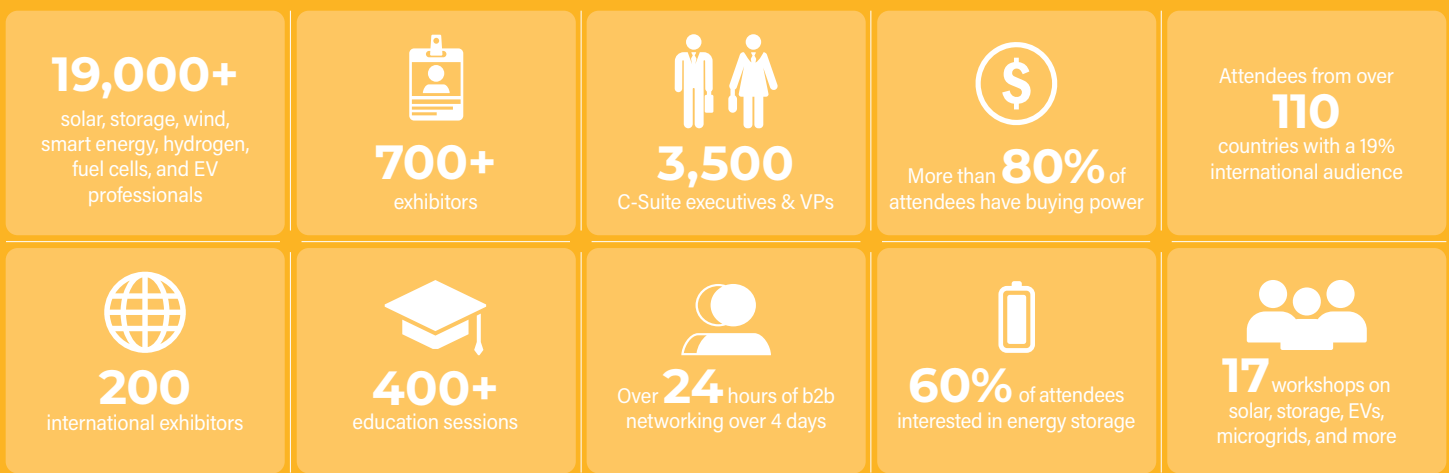 19,000+
solar, storage, wind,
smart energy, hydrogen,
fuel cells, and EV
professionals
700+
exhibitors
3,500
C-Suite executives & VPs
More than 80% of
attendees have buying power
Attendees from over
110
countries with a 19%
international audience
200
international exhibitors
400+
education sessions
Over 24 hours of b2b
networking over 4 days
60% of attendees
interested in energy storage
17 workshops on
solar, storage, EVs,
microgrids, and more